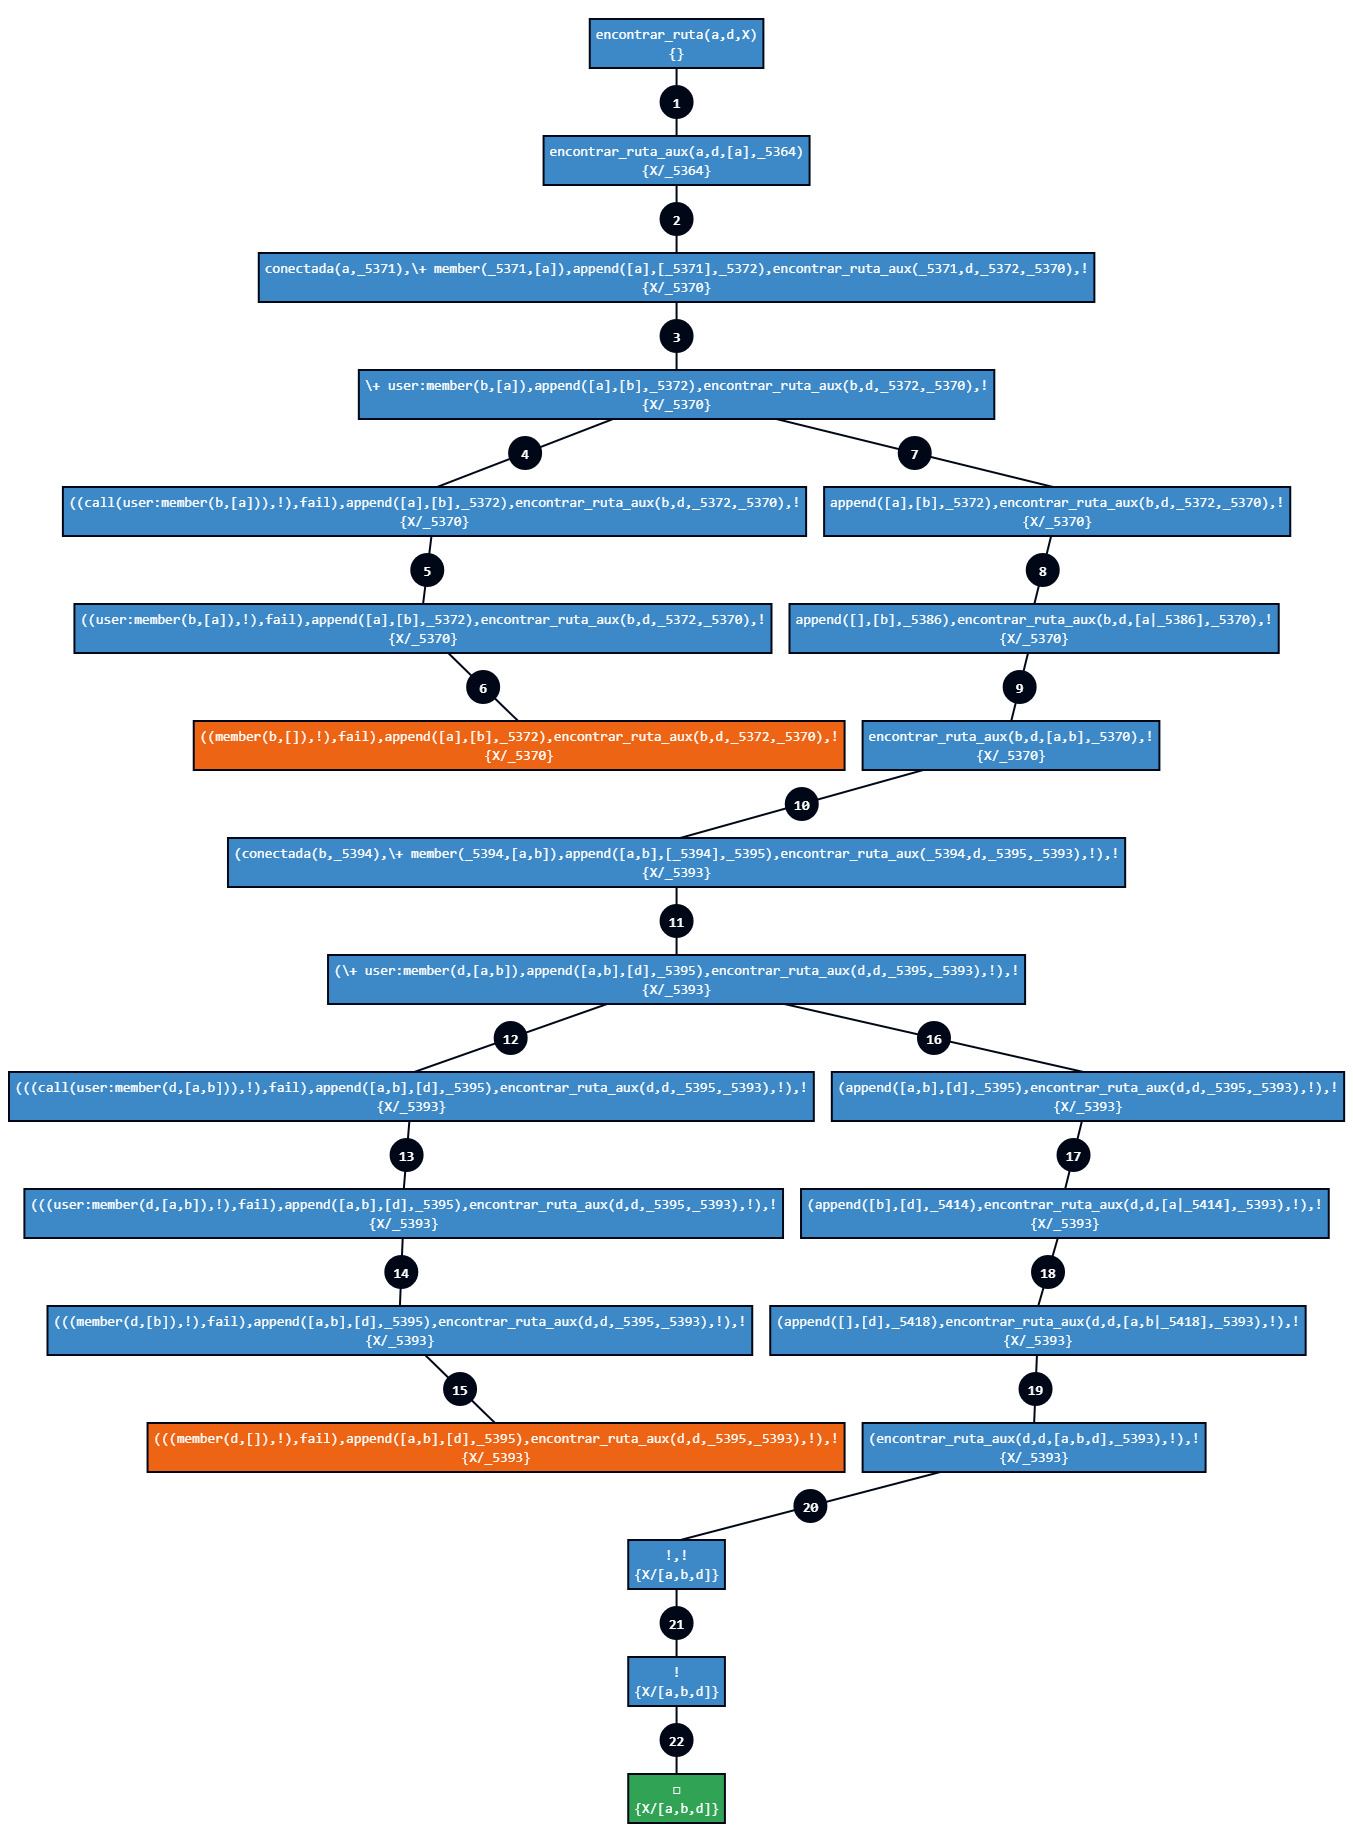 encontrar_ruta(a,d,X)
{}
1
encontrar_ruta_aux(a,d,[a],_5364)
{X/_5364}
2
conectada(a,_5371),\+ member(_5371,[a]),append([a],[_5371],_5372),encontrar_ruta_aux(_5371,d,_5372,_5370),!
{X/_5370}
3
\+ user:member(b,[a]),append([a],[b],_5372),encontrar_ruta_aux(b,d,_5372,_5370),!
{X/_5370}
4
7
((call(user:member(b,[a])),!),fail),append([a],[b],_5372),encontrar_ruta_aux(b,d,_5372,_5370),!
{X/_5370}
append([a],[b],_5372),encontrar_ruta_aux(b,d,_5372,_5370),!
{X/_5370}
5
8
((user:member(b,[a]),!),fail),append([a],[b],_5372),encontrar_ruta_aux(b,d,_5372,_5370),!
{X/_5370}
append([],[b],_5386),encontrar_ruta_aux(b,d,[a|_5386],_5370),!
{X/_5370}
6
9
((member(b,[]),!),fail),append([a],[b],_5372),encontrar_ruta_aux(b,d,_5372,_5370),!
{X/_5370}
encontrar_ruta_aux(b,d,[a,b],_5370),!
{X/_5370}
10
(conectada(b,_5394),\+ member(_5394,[a,b]),append([a,b],[_5394],_5395),encontrar_ruta_aux(_5394,d,_5395,_5393),!),!
{X/_5393}
11
(\+ user:member(d,[a,b]),append([a,b],[d],_5395),encontrar_ruta_aux(d,d,_5395,_5393),!),!
{X/_5393}
12
16
(((call(user:member(d,[a,b])),!),fail),append([a,b],[d],_5395),encontrar_ruta_aux(d,d,_5395,_5393),!),!
{X/_5393}
(append([a,b],[d],_5395),encontrar_ruta_aux(d,d,_5395,_5393),!),!
{X/_5393}
13
17
(((user:member(d,[a,b]),!),fail),append([a,b],[d],_5395),encontrar_ruta_aux(d,d,_5395,_5393),!),!
{X/_5393}
(append([b],[d],_5414),encontrar_ruta_aux(d,d,[a|_5414],_5393),!),!
{X/_5393}
14
18
(((member(d,[b]),!),fail),append([a,b],[d],_5395),encontrar_ruta_aux(d,d,_5395,_5393),!),!
{X/_5393}
(append([],[d],_5418),encontrar_ruta_aux(d,d,[a,b|_5418],_5393),!),!
{X/_5393}
15
19
(((member(d,[]),!),fail),append([a,b],[d],_5395),encontrar_ruta_aux(d,d,_5395,_5393),!),!
{X/_5393}
(encontrar_ruta_aux(d,d,[a,b,d],_5393),!),!
{X/_5393}
20
!,!
{X/[a,b,d]}
21
!
{X/[a,b,d]}
22
□
{X/[a,b,d]}